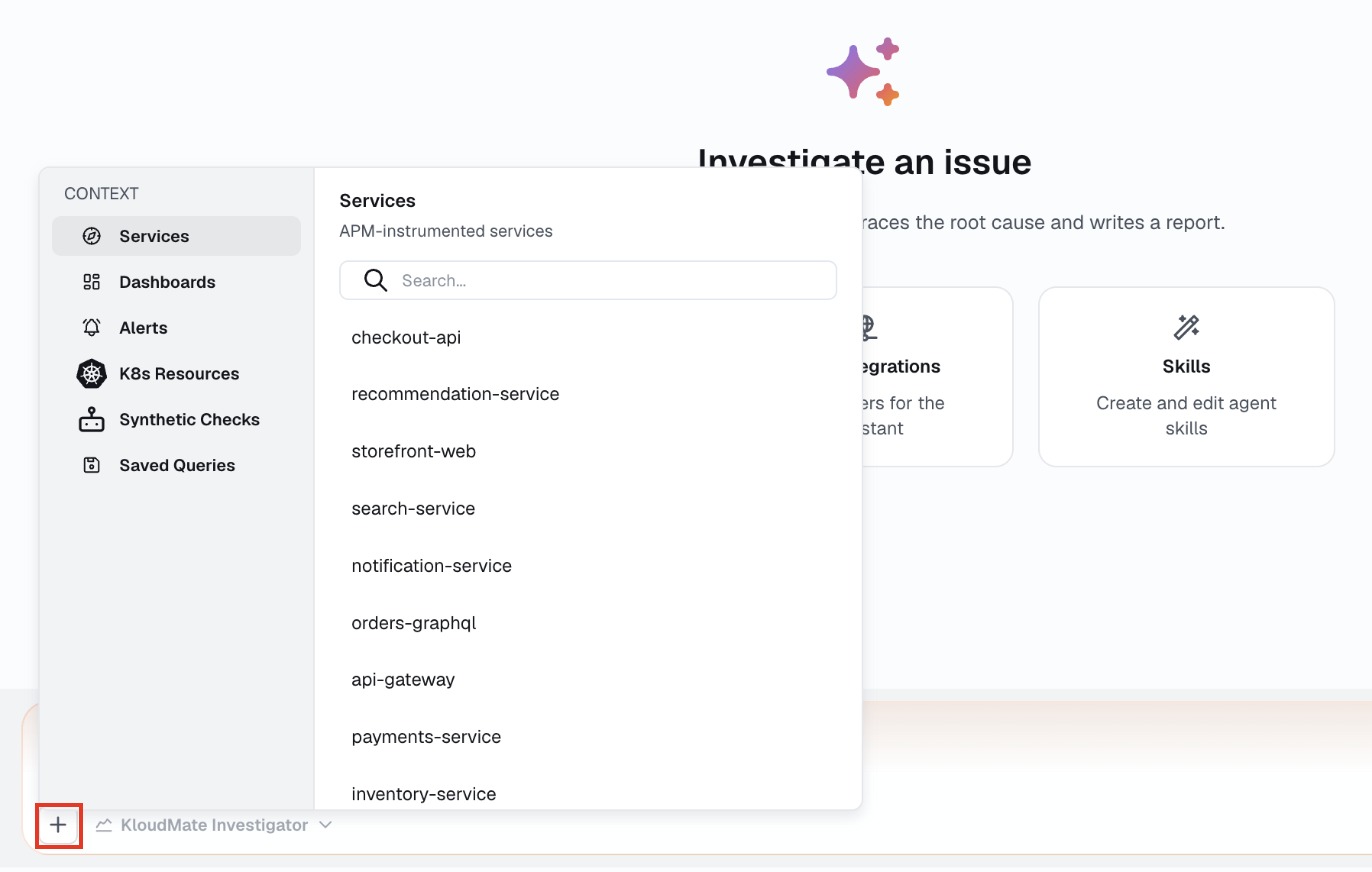 Investigate an issue
races the root cause and writes a report.
CONTEXT
Services
Dashboards
Alerts
K8s Resources
Synthetic Checks
Saved Queries
Services
APM-instrumented services
Search...
checkout-api
recommendation-service
storefront-web
search-service
notification-service
orders-graphql
api-gateway
payments-service
inventory-service
egrations
ers for the
stant
Skills
Create and edit agent
skills
KloudMate Investigator